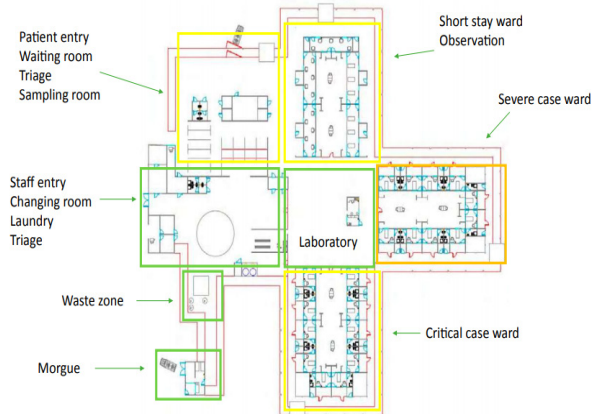 Patient entry
Waiting room
Triage
Sampling room
Short stay ward
Observation
Severe case ward
Staff entry
Changing room
Laundry
Triage
Laboratory
Waste zone
Critical case ward
Morgue